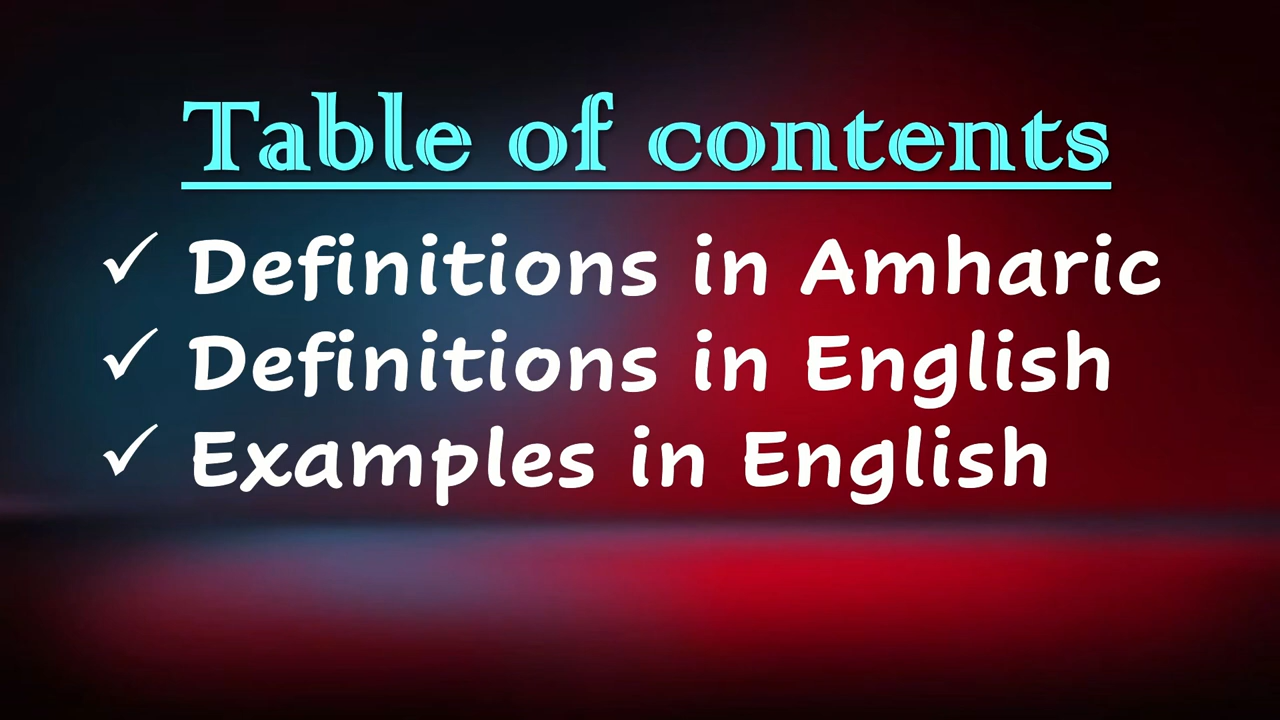 Table of contents
✓ Definitions in Amharic
✓ Definitions in English
✓ Examples in English